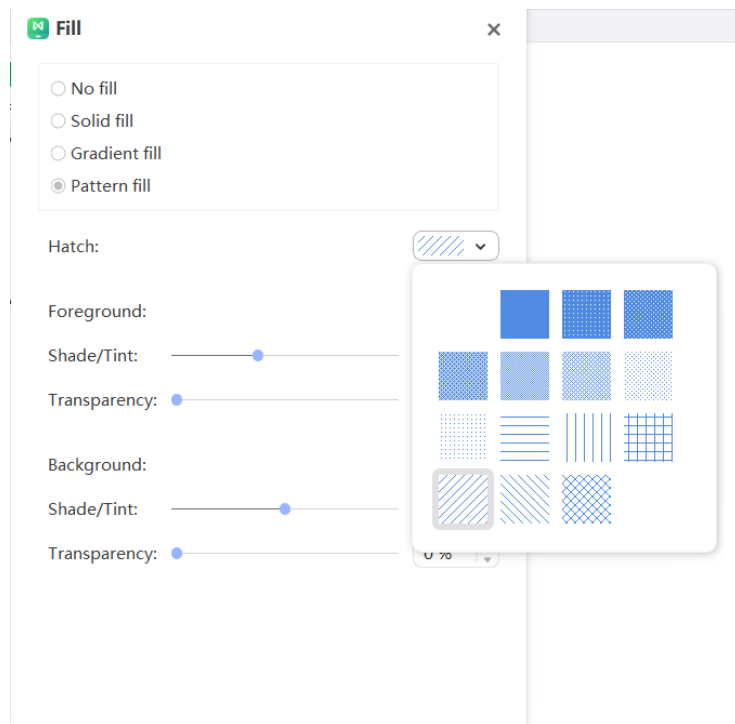 Fill
No fill
Solid fill
Gradient fill
Pattern fill
Hatch:
Foreground:
Shade/Tint:
Transparency:
Background:
Shade/Tint:
Transparency:
0 %